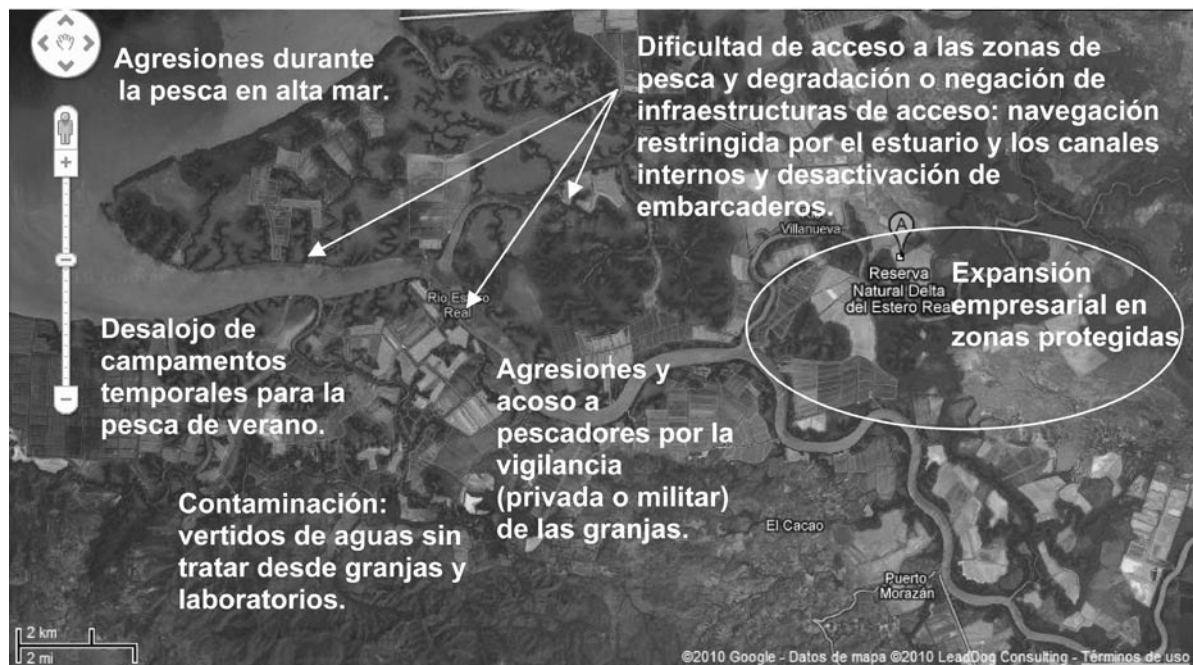 Agresiones durante
la pesca en alta mar.
Dificultad de acceso a las zonas de
pesca y degradación o negación de
infraestructuras de acceso: navegación
restringida por el estuario y los canales
internos y desactivación de
embarcaderos.
Villanueva
A
Reserva
Natural Delta
del Estero Real
Expansión
empresarial en
zonas protegidas
Rio Estero
Real
Desalojo de
campamentos
temporales para la
pesca de verano.
Agresiones y
acoso a
pescadores por la
vigilancia
(privada o militar)
de las granjas.
Contaminación:
vertidos de aguas sin
tratar desde granjas y
laboratorios.
El Cacao
Puerto
Morazán
2 km
2 mi
©2010 Google - Datos de mapa ©2010 LeadDog Consulting - Términos de uso